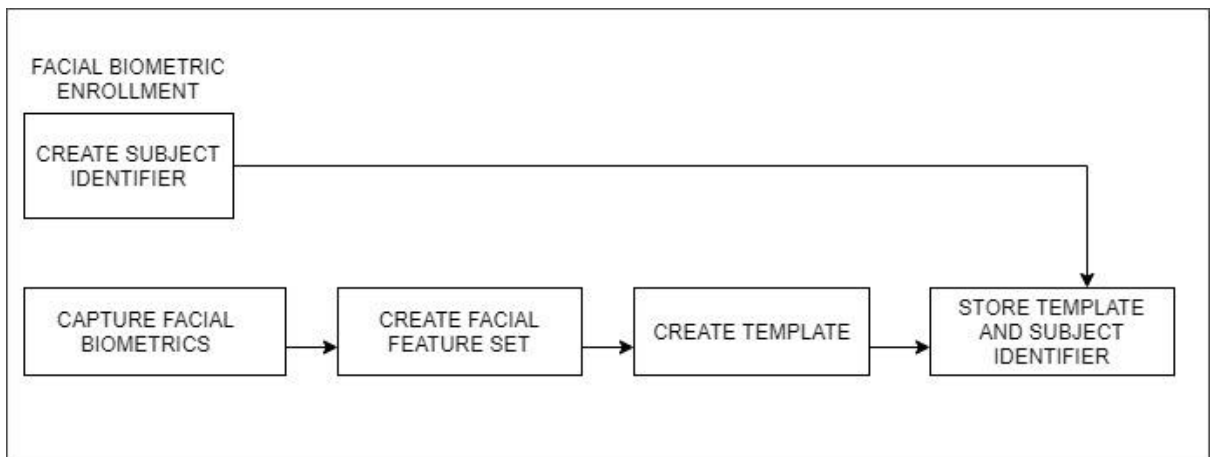 FACIAL BIOMETRIC
ENROLLMENT
CREATE SUBJECT
IDENTIFIER
CAPTURE FACIAL
BIOMETRICS
CREATE FACIAL
FEATURE SET
CREATE TEMPLATE
STORE TEMPLATE
AND SUBJECT
IDENTIFIER